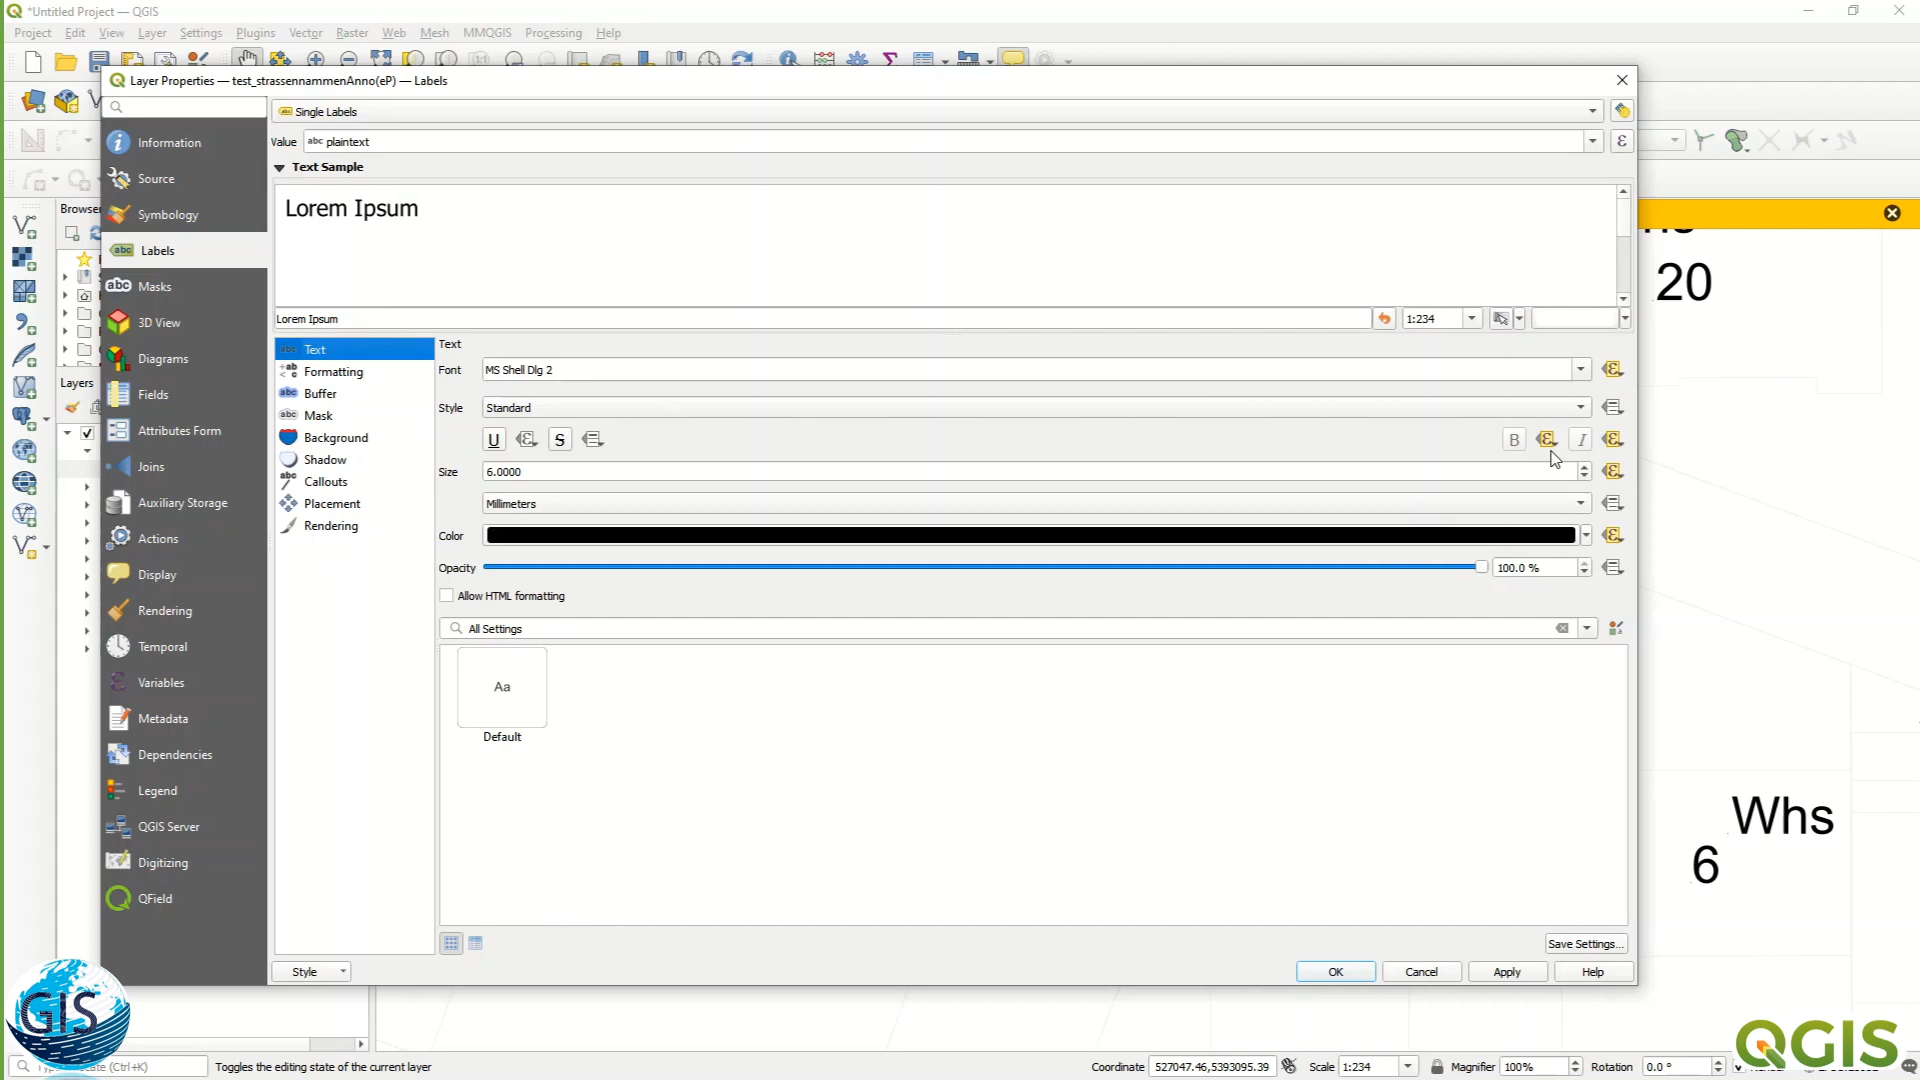 *Untitled Project — QGIS
Project Edit View Layer Settings Plugins Vector Raster Web Mesh MMQGIS Processing Help
Layer Properties — test_strassennammenAnno(eP) — Labels
Single Labels
Information
Value abc plaintext
Text Sample
Source
Browser
Symbology
Lorem Ipsum
Labels
Masks
20
3D View
Lorem Ipsum
1:234
Text
Text
Diagrams
Font MS Shell Dlg 2
Formatting
Layers
Fields
Buffer
Style Standard
Mask
Attributes Form
Background
U S B I
Shadow
Joins
Size 6.0000
Callouts
Auxiliary Storage
Placement
Millimeters
Rendering
Actions
Color
Display
Opacity 100.0 %
Allow HTML formatting
Rendering
All Settings
Temporal
Aa
Variables
Metadata
Default
Dependencies
Legend
Whs
QGIS Server
6
Digitizing
QField
Save Settings...
Style
OK Cancel Apply Help
GIS
QGIS
(Ctrl+K)
Toggles the editing state of the current layer
Coordinate 527047.46,5393095.39 Scale 1:234 Magnifier 100% Rotation 0.0 °